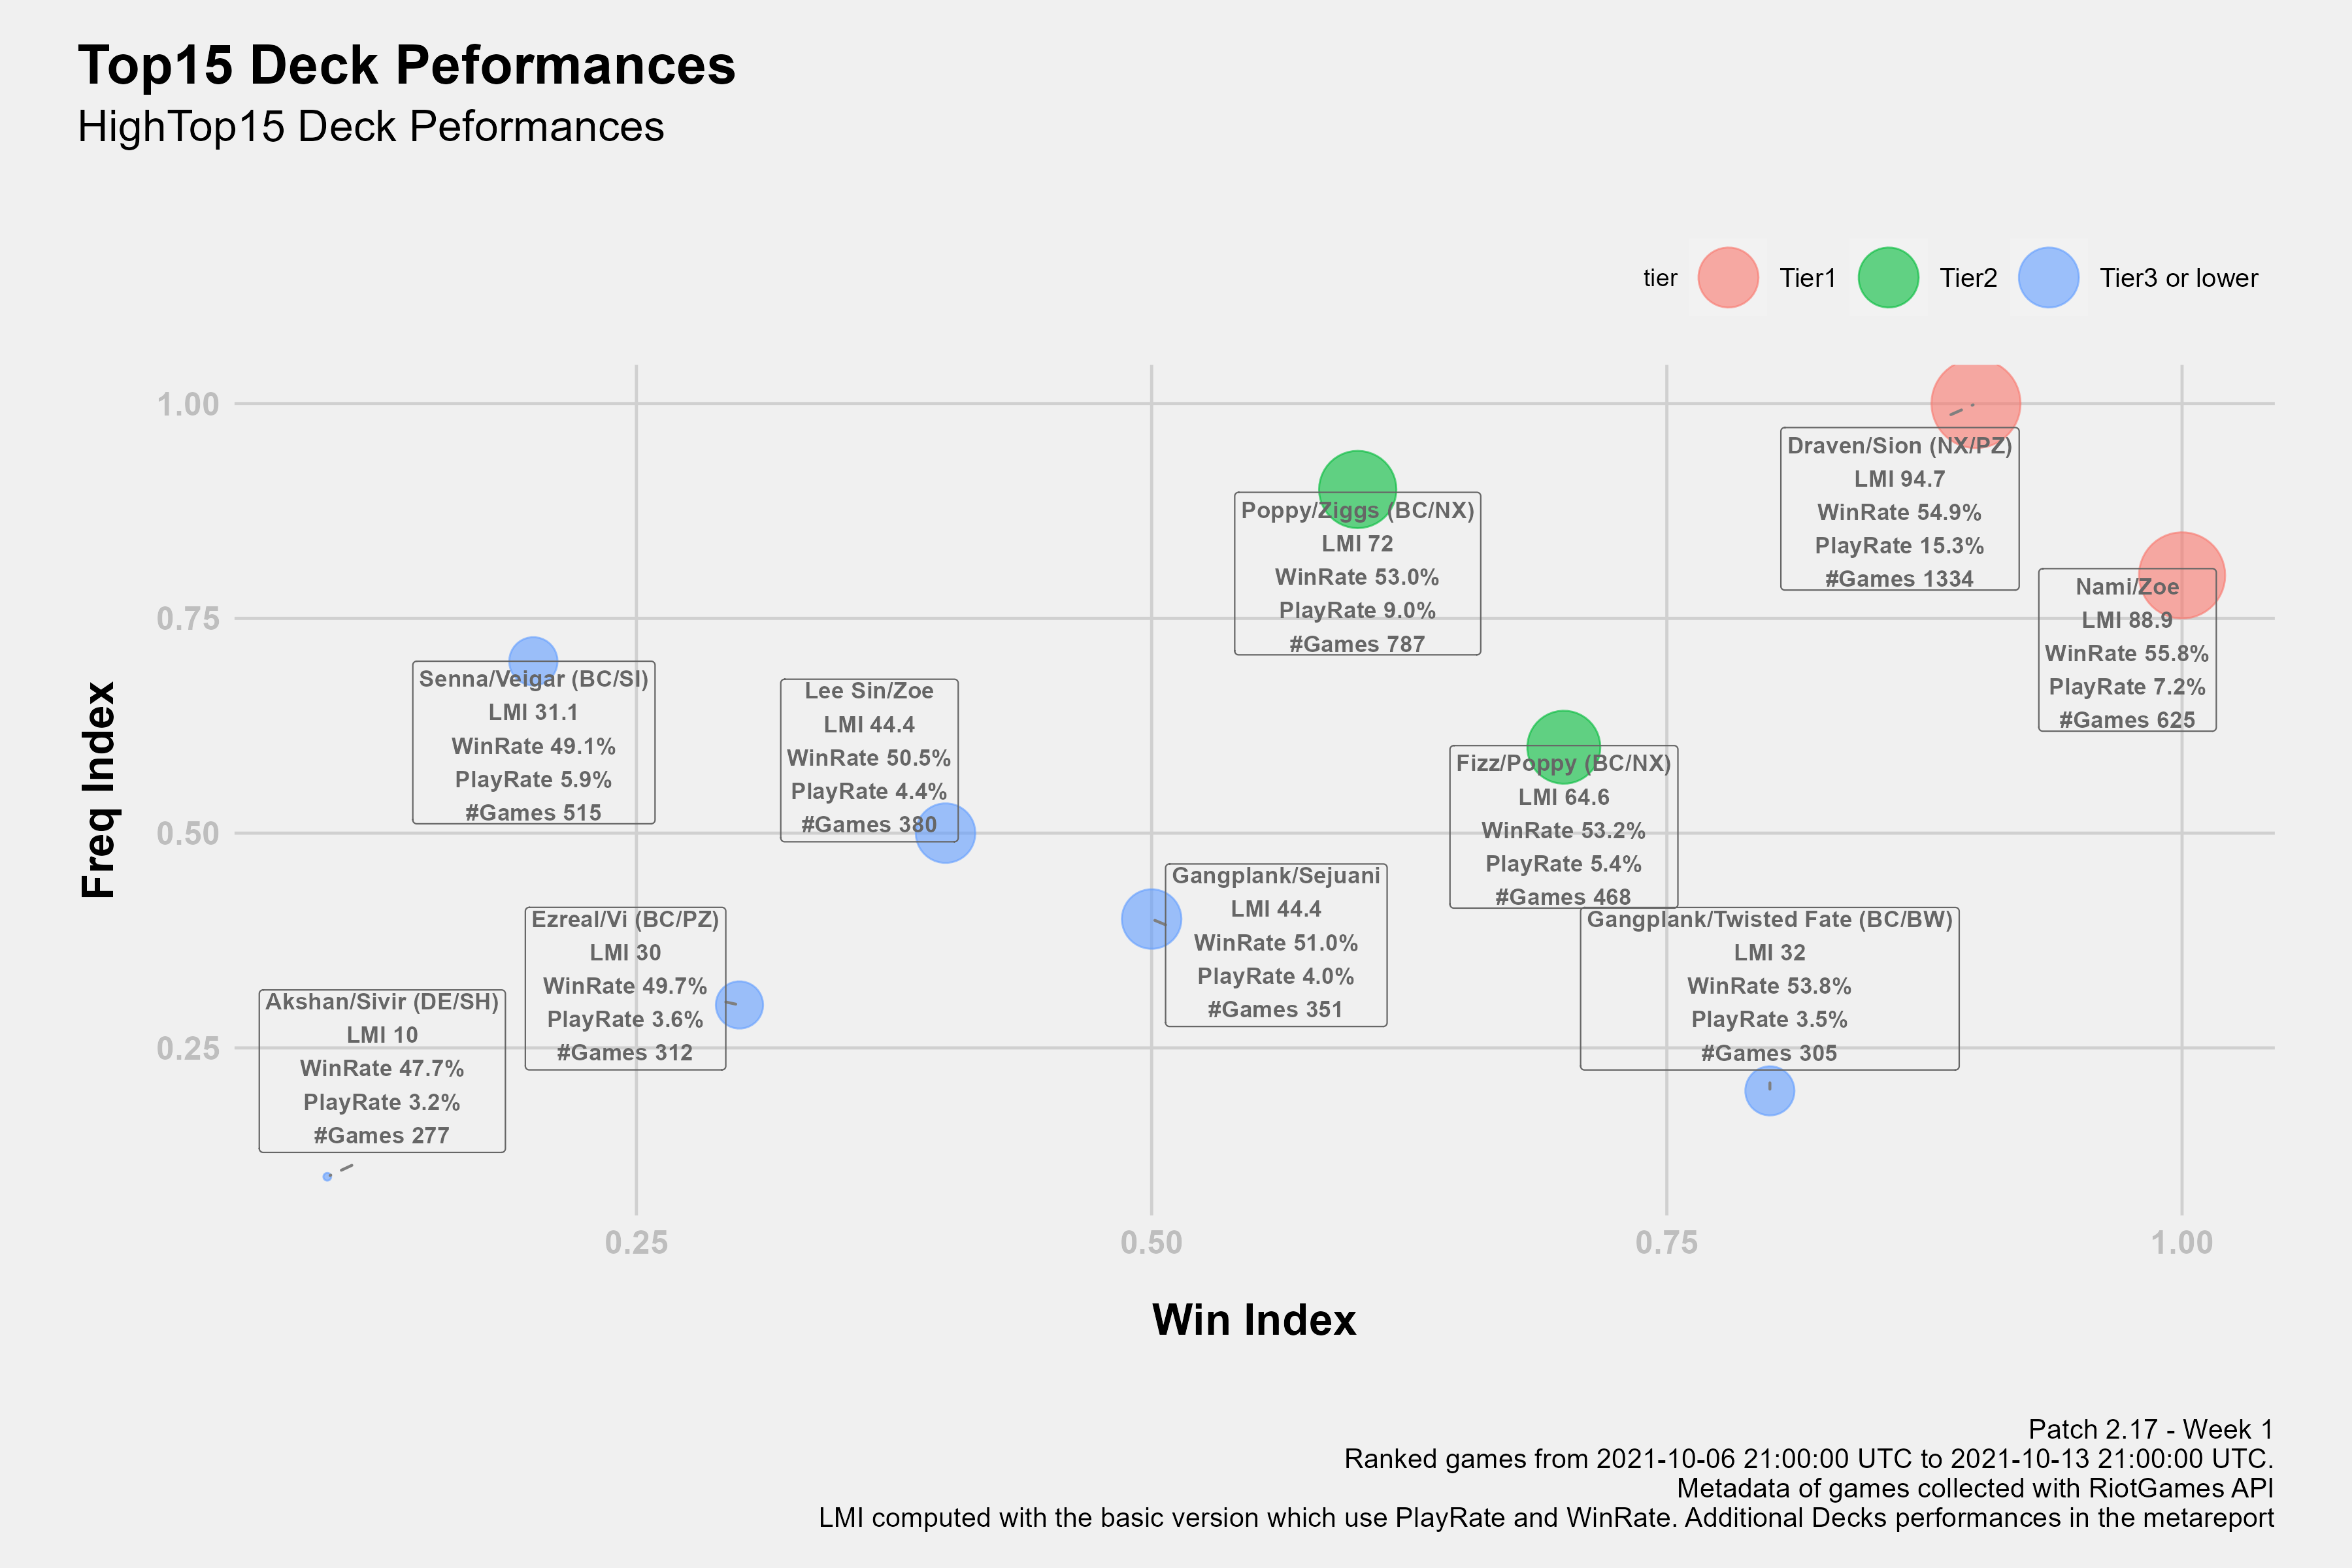 Top15 Deck Peformances
HighTop15 Deck Peformances
tier Tier1 Tier2 Tier3 or lower
Freq Index
1.00
0.75
0.50
0.25
Draven/Sion (NX/PZ)
LMI 94.7
WinRate 54.9%
PlayRate 15.3%
#Games 1334
Poppy/Ziggs (BC/NX)
LMI 72
WinRate 53.0%
PlayRate 9.0%
#Games 787
Nami/Zoe
LMI 88.9
WinRate 55.8%
PlayRate 7.2%
#Games 625
Senna/Veigar (BC/SI)
LMI 31.1
WinRate 49.1%
PlayRate 5.9%
#Games 515
Lee Sin/Zoe
LMI 44.4
WinRate 50.5%
PlayRate 4.4%
#Games 380
Fizz/Poppy (BC/NX)
LMI 64.6
WinRate 53.2%
PlayRate 5.4%
#Games 468
Gangplank/Sejuani
LMI 44.4
WinRate 51.0%
PlayRate 4.0%
#Games 351
Ezreal/Vi (BC/PZ)
LMI 30
WinRate 49.7%
PlayRate 3.6%
#Games 312
Gangplank/Twisted Fate (BC/BW)
LMI 32
WinRate 53.8%
PlayRate 3.5%
#Games 305
Akshan/Sivir (DE/SH)
LMI 10
WinRate 47.7%
PlayRate 3.2%
#Games 277
0.25 0.50 0.75 1.00
Win Index
Patch 2.17 - Week 1
Ranked games from 2021-10-06 21:00:00 UTC to 2021-10-13 21:00:00 UTC.
Metadata of games collected with RiotGames API
LMI computed with the basic version which use PlayRate and WinRate. Additional Decks performances in the metareport